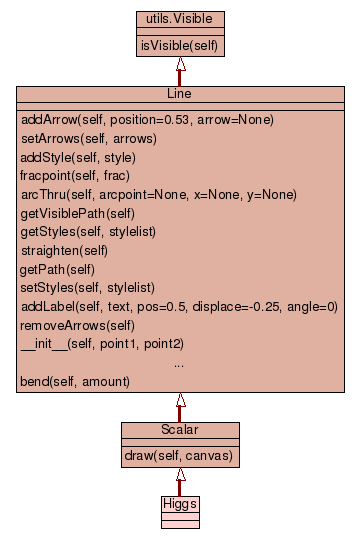 utils.Visible
isVisible(self)
Line
addArrow(self, position=0.53, arrow=None)
setArrows(self, arrows)
addStyle(self, style)
fracpoint(self, frac)
arcThru(self, arcpoint=None, x=None, y=None)
getVisiblePath(self)
getStyles(self, stylelist)
straighten(self)
getPath(self)
setStyles(self, stylelist)
addLabel(self, text, pos=0.5, displace=-0.25, angle=0)
removeArrows(self)
__init__(self, point1, point2)
...
bend(self, amount)
Scalar
draw(self, canvas)
Higgs